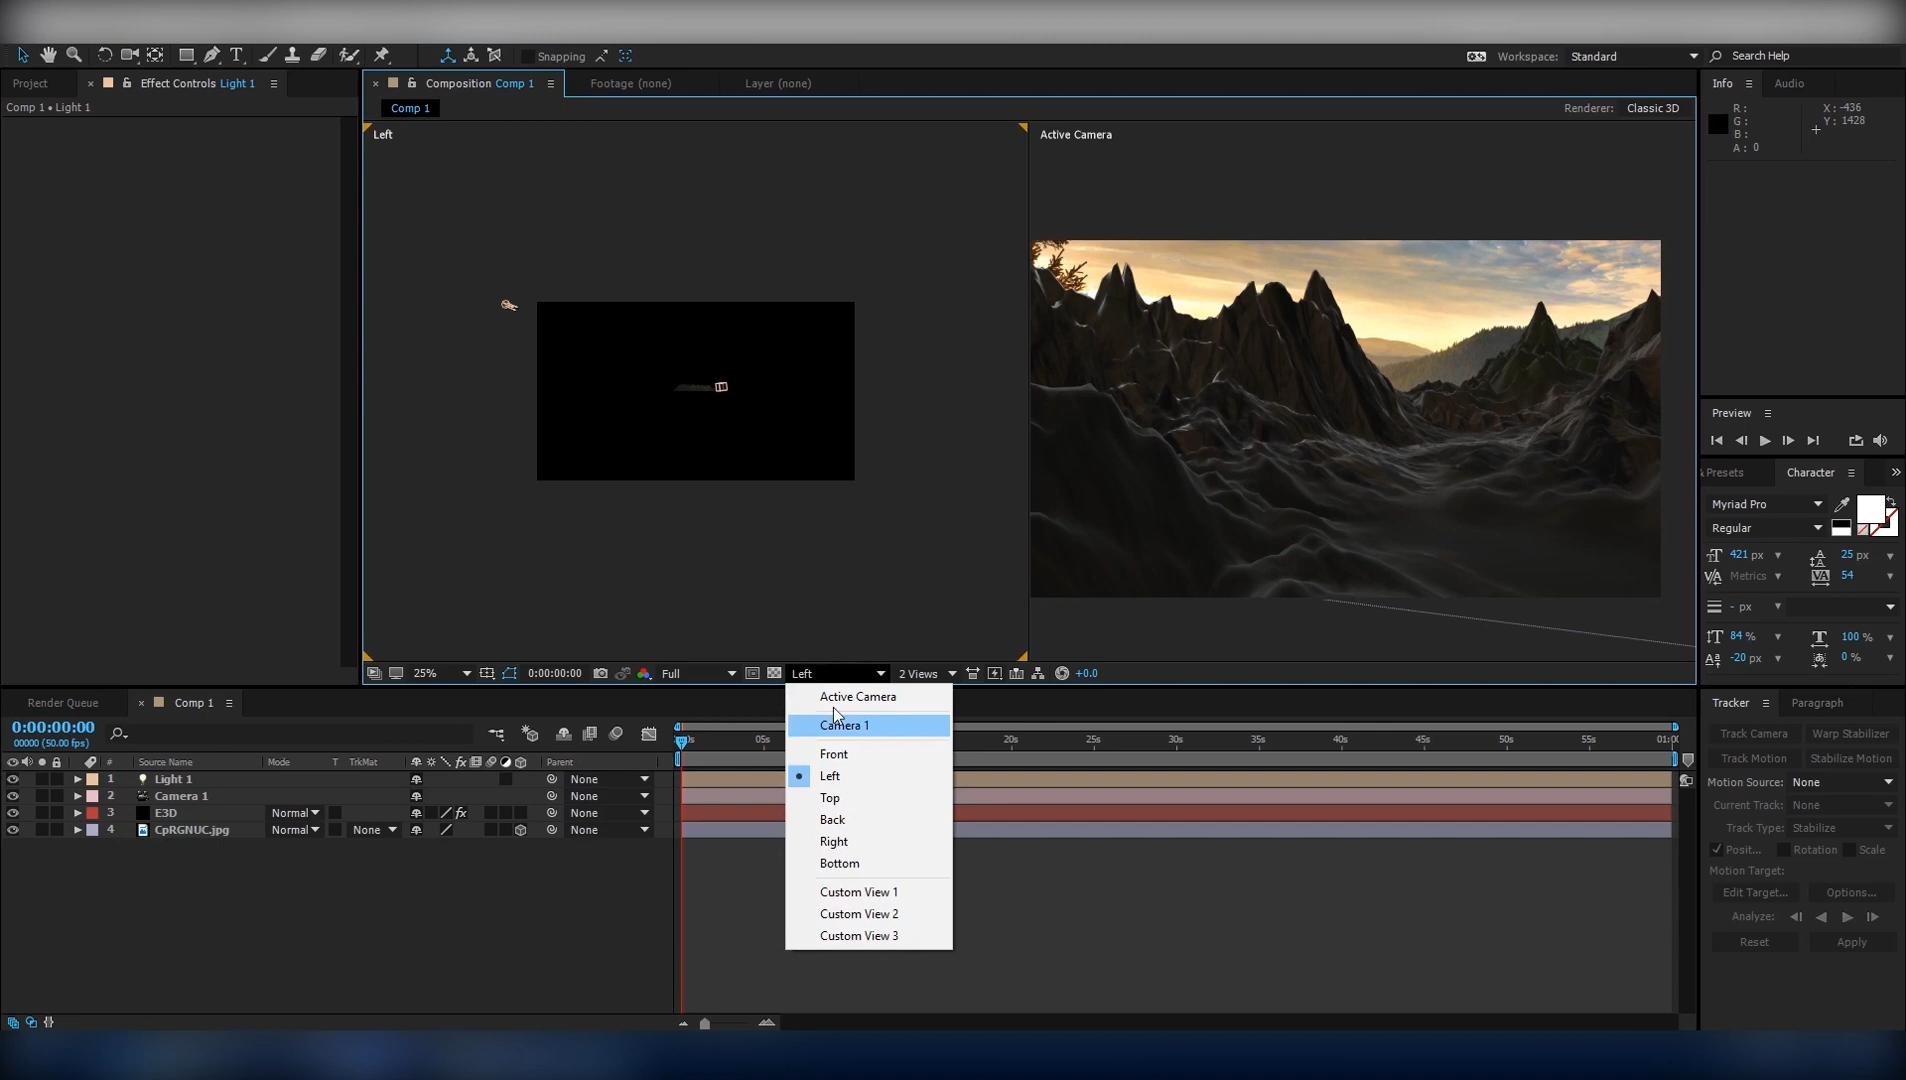 Snapping
Workspace: Standard
Search Help
Project
Effect Controls Light 1
Composition Comp 1
Footage (none)
Layer (none)
Info
Audio
Comp 1 • Light 1
Comp 1
Renderer: Classic 3D
R :
G :
B :
A : 0
X : -436
Y : 1428
Left
Active Camera
Preview
Presets
Character
Myriad Pro
Regular
421 px
25 px
Metrics
54
- px
84 %
100 %
-20 px
0 %
25%
0:00:00:00
Full
Left
2 Views
+0.0
Active Camera
Camera 1
Front
Left
Top
Back
Right
Bottom
Custom View 1
Custom View 2
Custom View 3
Render Queue
Comp 1
0:00:00:00
00000 (50.00 fps)
05s
20s
25s
30s
35s
40s
45s
50s
55s
# Source Name Mode T TrkMat Parent
1 Light 1 None
2 Camera 1 None
3 E3D Normal fx None
4 CpRGNUC.jpg Normal None None
Tracker
Paragraph
Track Camera
Warp Stabilizer
Track Motion
Stabilize Motion
Motion Source: None
Current Track: None
Track Type: Stabilize
Posit... Rotation Scale
Motion Target:
Edit Target...
Options...
Analyze:
Reset
Apply